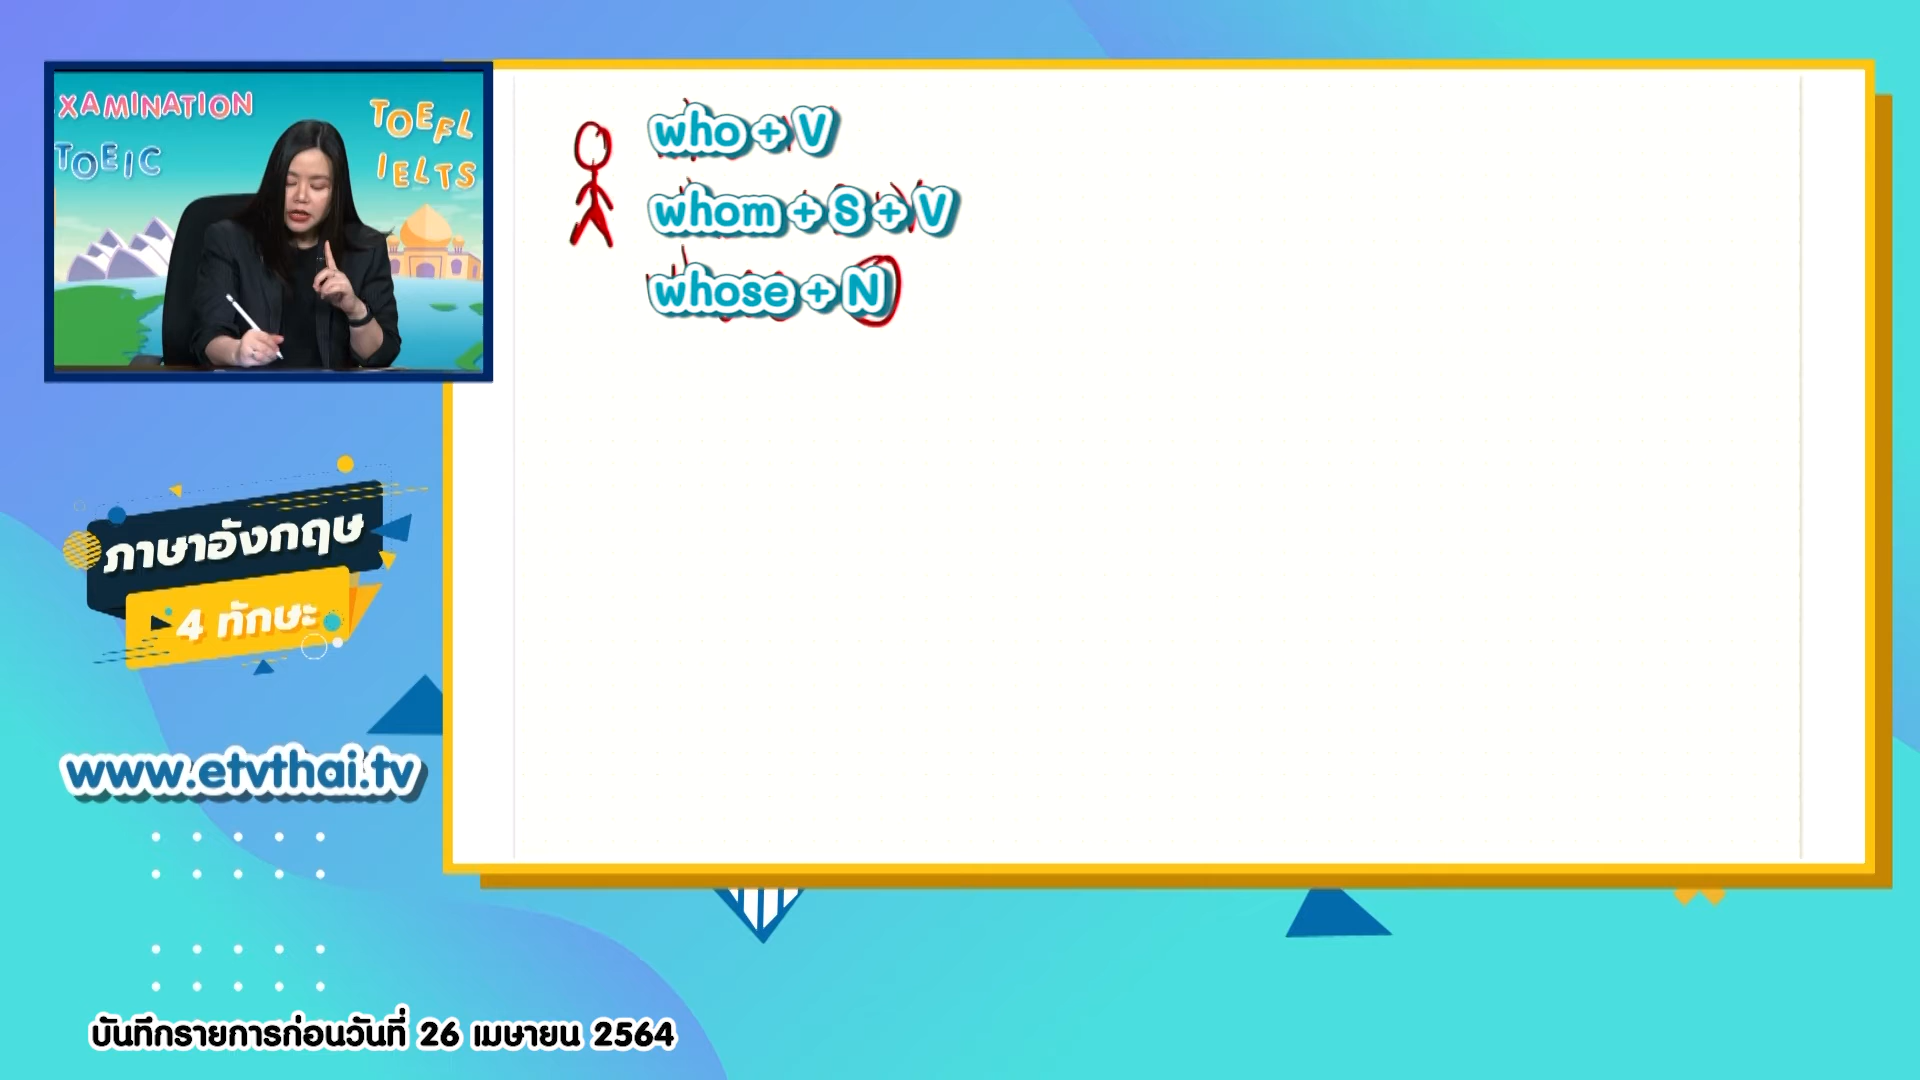 XAMINATION
TOEIC
TOEFL
IELTS
who + V
whom + S + V
whose + N
ภาษาอังกฤษ
4 ทักษะ
www.etvthai.tv
บันทึกรายการก่อนวันที่ 26 เมษายน 2564